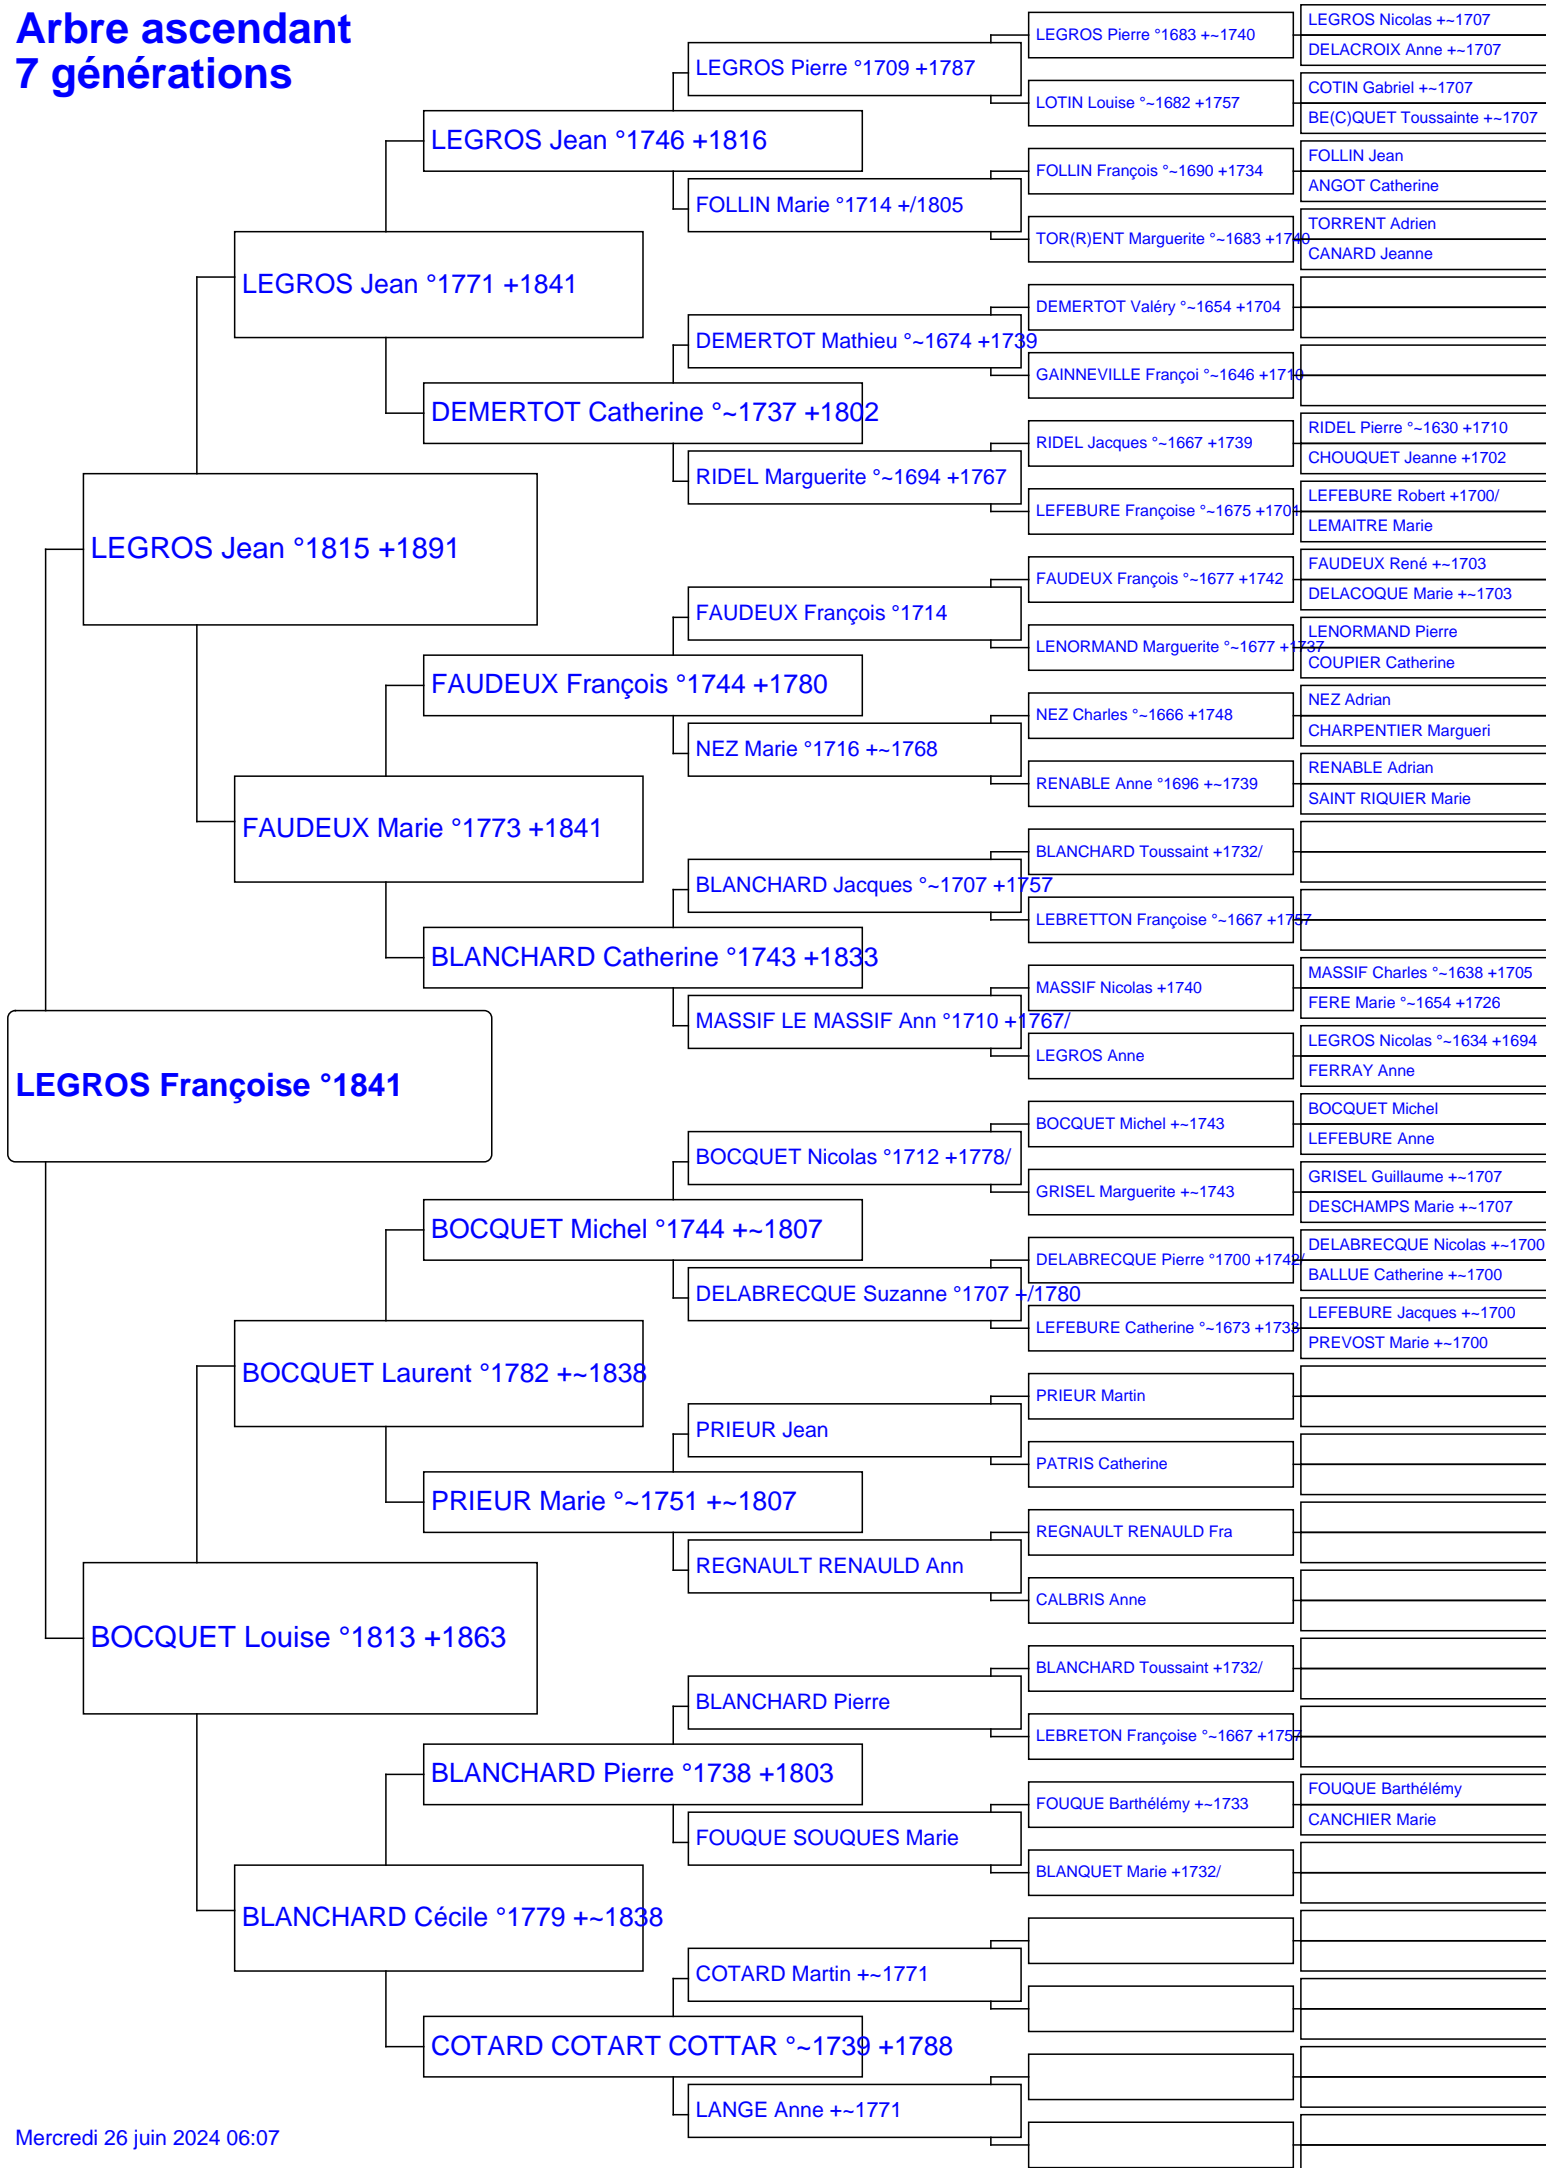 Arbre ascendant
7 générations
LEGROS Françoise °1841
LEGROS Jean °1815 +1891
BOCQUET Louise °1813 +1863
LEGROS Jean °1771 +1841
FAUDEUX Marie °1773 +1841
BOCQUET Laurent °1782 +~1838
BLANCHARD Cécile °1779 +~1838
LEGROS Jean °1746 +1816
DEMERTOT Catherine °~1737 +1802
FAUDEUX François °1744 +1780
BLANCHARD Catherine °1743 +1833
BOCQUET Michel °1744 +~1807
PRIEUR Marie °~1751 +~1807
BLANCHARD Pierre °1738 +1803
COTARD COTART COTTAR °~1739 +1788
LEGROS Pierre °1709 +1787
FOLLIN Marie °1714 +/1805
DEMERTOT Mathieu °~1674 +1739
RIDEL Marguerite °~1694 +1767
FAUDEUX François °1714
NEZ Marie °1716 +~1768
BLANCHARD Jacques °~1707 +1757
MASSIF LE MASSIF Ann °1710 +1767/
BOCQUET Nicolas °1712 +1778/
DELABRECQUE Suzanne °1707 +/1780
PRIEUR Jean
REGNAULT RENAULD Ann
BLANCHARD Pierre
FOUQUE SOUQUES Marie
COTARD Martin +~1771
LANGE Anne +~1771
LEGROS Pierre °1683 +~1740
LOTIN Louise °~1682 +1757
FOLLIN François °~1690 +1734
TOR(R)ENT Marguerite °~1683 +1740
DEMERTOT Valéry °~1654 +1704
GAINNEVILLE Françoi °~1646 +1710
RIDEL Jacques °~1667 +1739
LEFEBURE Françoise °~1675 +1701
FAUDEUX François °~1677 +1742
LENORMAND Marguerite °~1677 +1737
NEZ Charles °~1666 +1748
RENABLE Anne °1696 +~1739
BLANCHARD Toussaint +1732/
LEBRETTON Françoise °~1667 +1757
MASSIF Nicolas +1740
LEGROS Anne
BOCQUET Michel +~1743
GRISEL Marguerite +~1743
DELABRECQUE Pierre °1700 +1742/
LEFEBURE Catherine °~1673 +1733
PRIEUR Martin
PATRIS Catherine
REGNAULT RENAULD Fra
CALBRIS Anne
BLANCHARD Toussaint +1732/
LEBRETON Françoise °~1667 +1757
FOUQUE Barthélémy +~1733
BLANQUET Marie +1732/
LEGROS Nicolas +~1707
DELACROIX Anne +~1707
COTIN Gabriel +~1707
BE(C)QUET Toussainte +~1707
FOLLIN Jean
ANGOT Catherine
TORRENT Adrien
CANARD Jeanne
RIDEL Pierre °~1630 +1710
CHOUQUET Jeanne +1702
LEFEBURE Robert +1700/
LEMAITRE Marie
FAUDEUX René +~1703
DELACOQUE Marie +~1703
LENORMAND Pierre
COUPIER Catherine
NEZ Adrian
CHARPENTIER Margueri
RENABLE Adrian
SAINT RIQUIER Marie
MASSIF Charles °~1638 +1705
FERE Marie °~1654 +1726
LEGROS Nicolas °~1634 +1694
FERRAY Anne
BOCQUET Michel
LEFEBURE Anne
GRISEL Guillaume +~1707
DESCHAMPS Marie +~1707
DELABRECQUE Nicolas +~1700
BALLUE Catherine +~1700
LEFEBURE Jacques +~1700
PREVOST Marie +~1700
FOUQUE Barthélémy
CANCHIER Marie
Mercredi 26 juin 2024 06:07